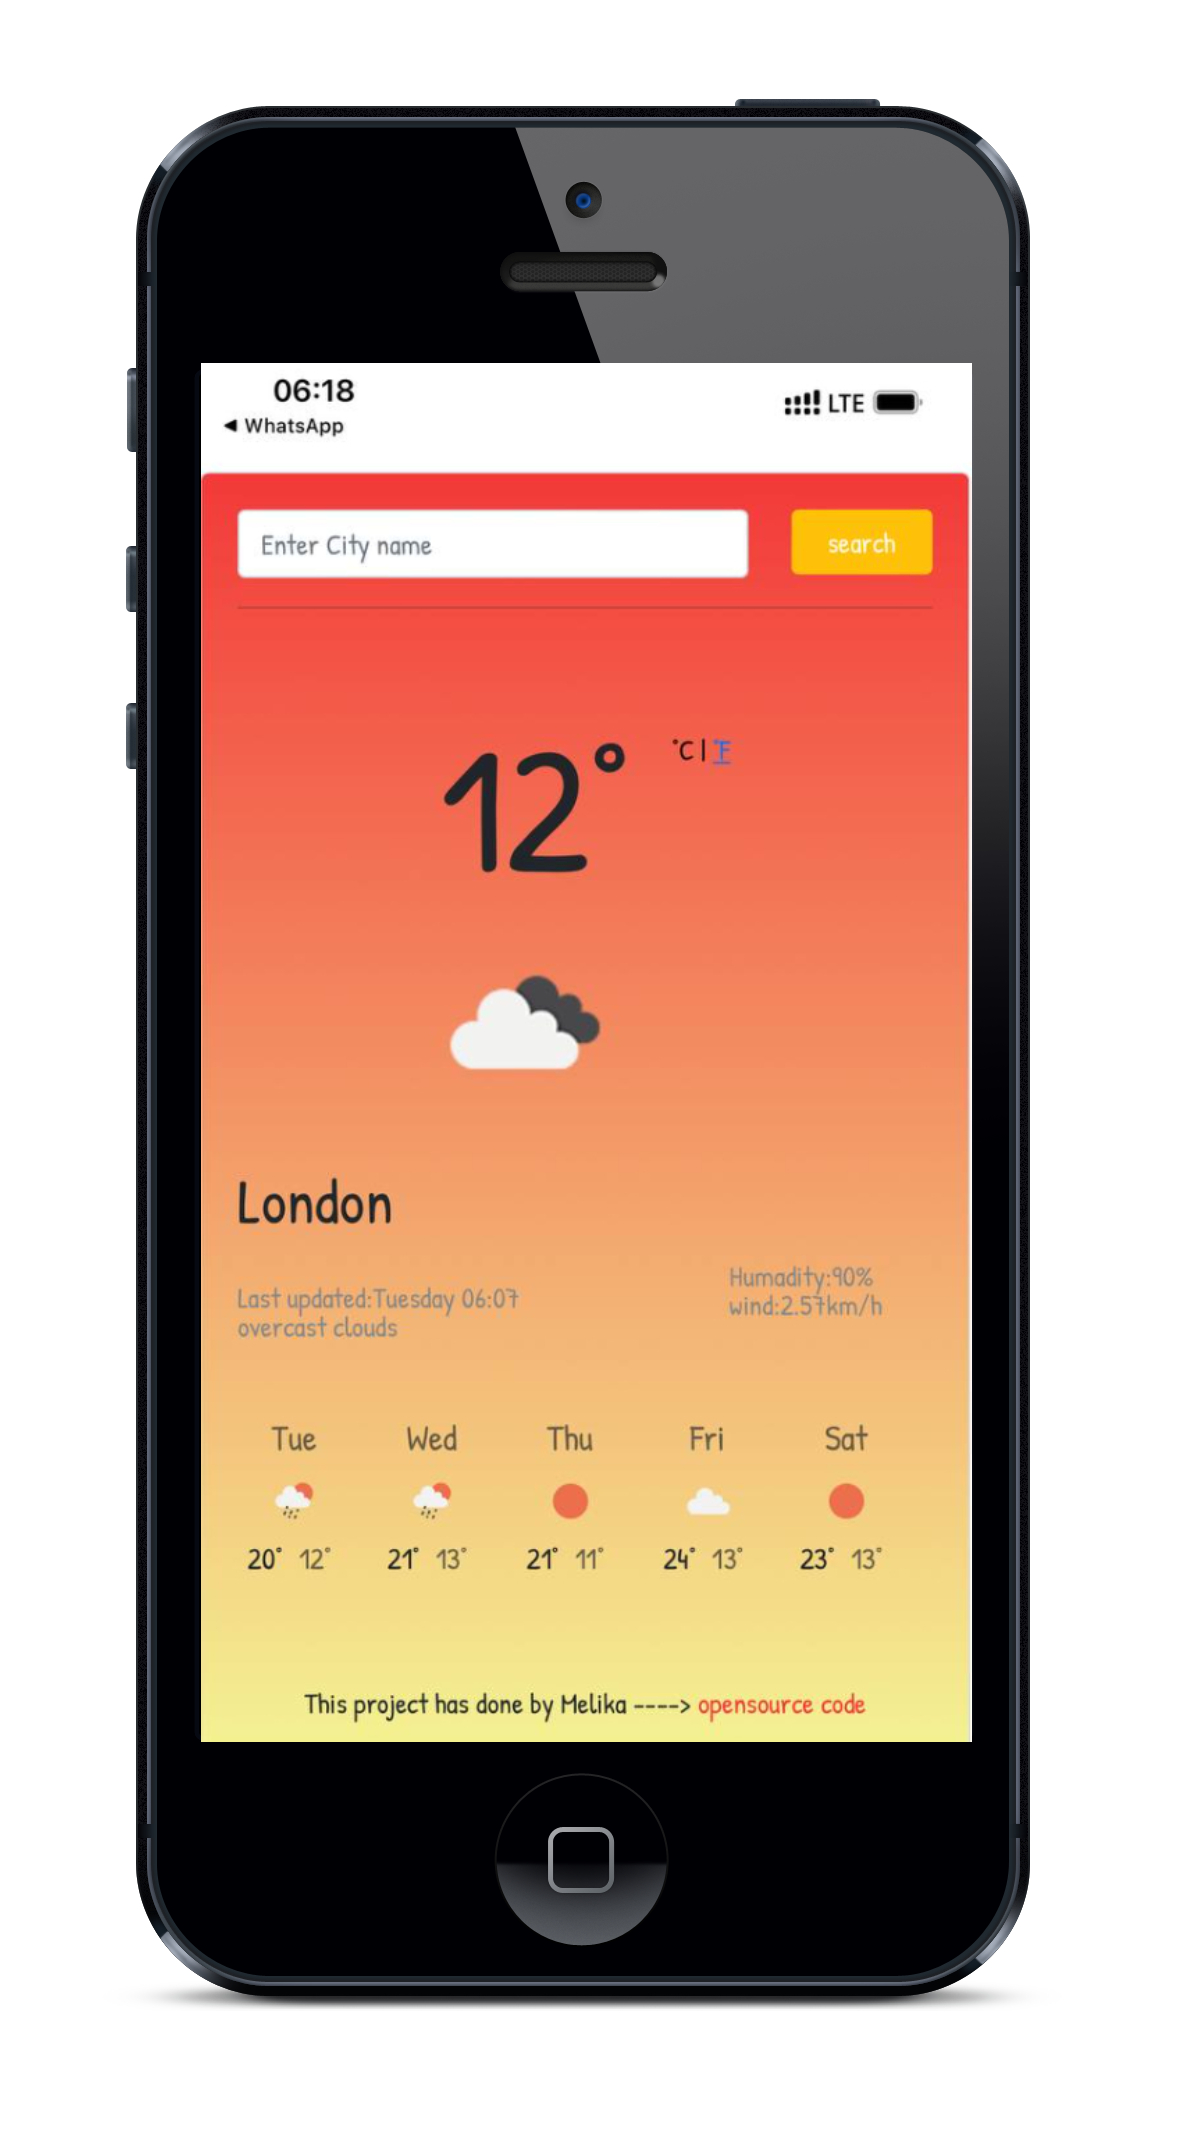 06:18
LTE
◀ WhatsApp
Enter City name
search
12°
°C | °F
London
Humadity:90%
wind:2.57km/h
Last updated:Tuesday 06:07
overcast clouds
Tue Wed Thu Fri Sat
20° 12° 21° 13° 21° 11° 24° 13° 23° 13°
This project has done by Melika ----> opensource code